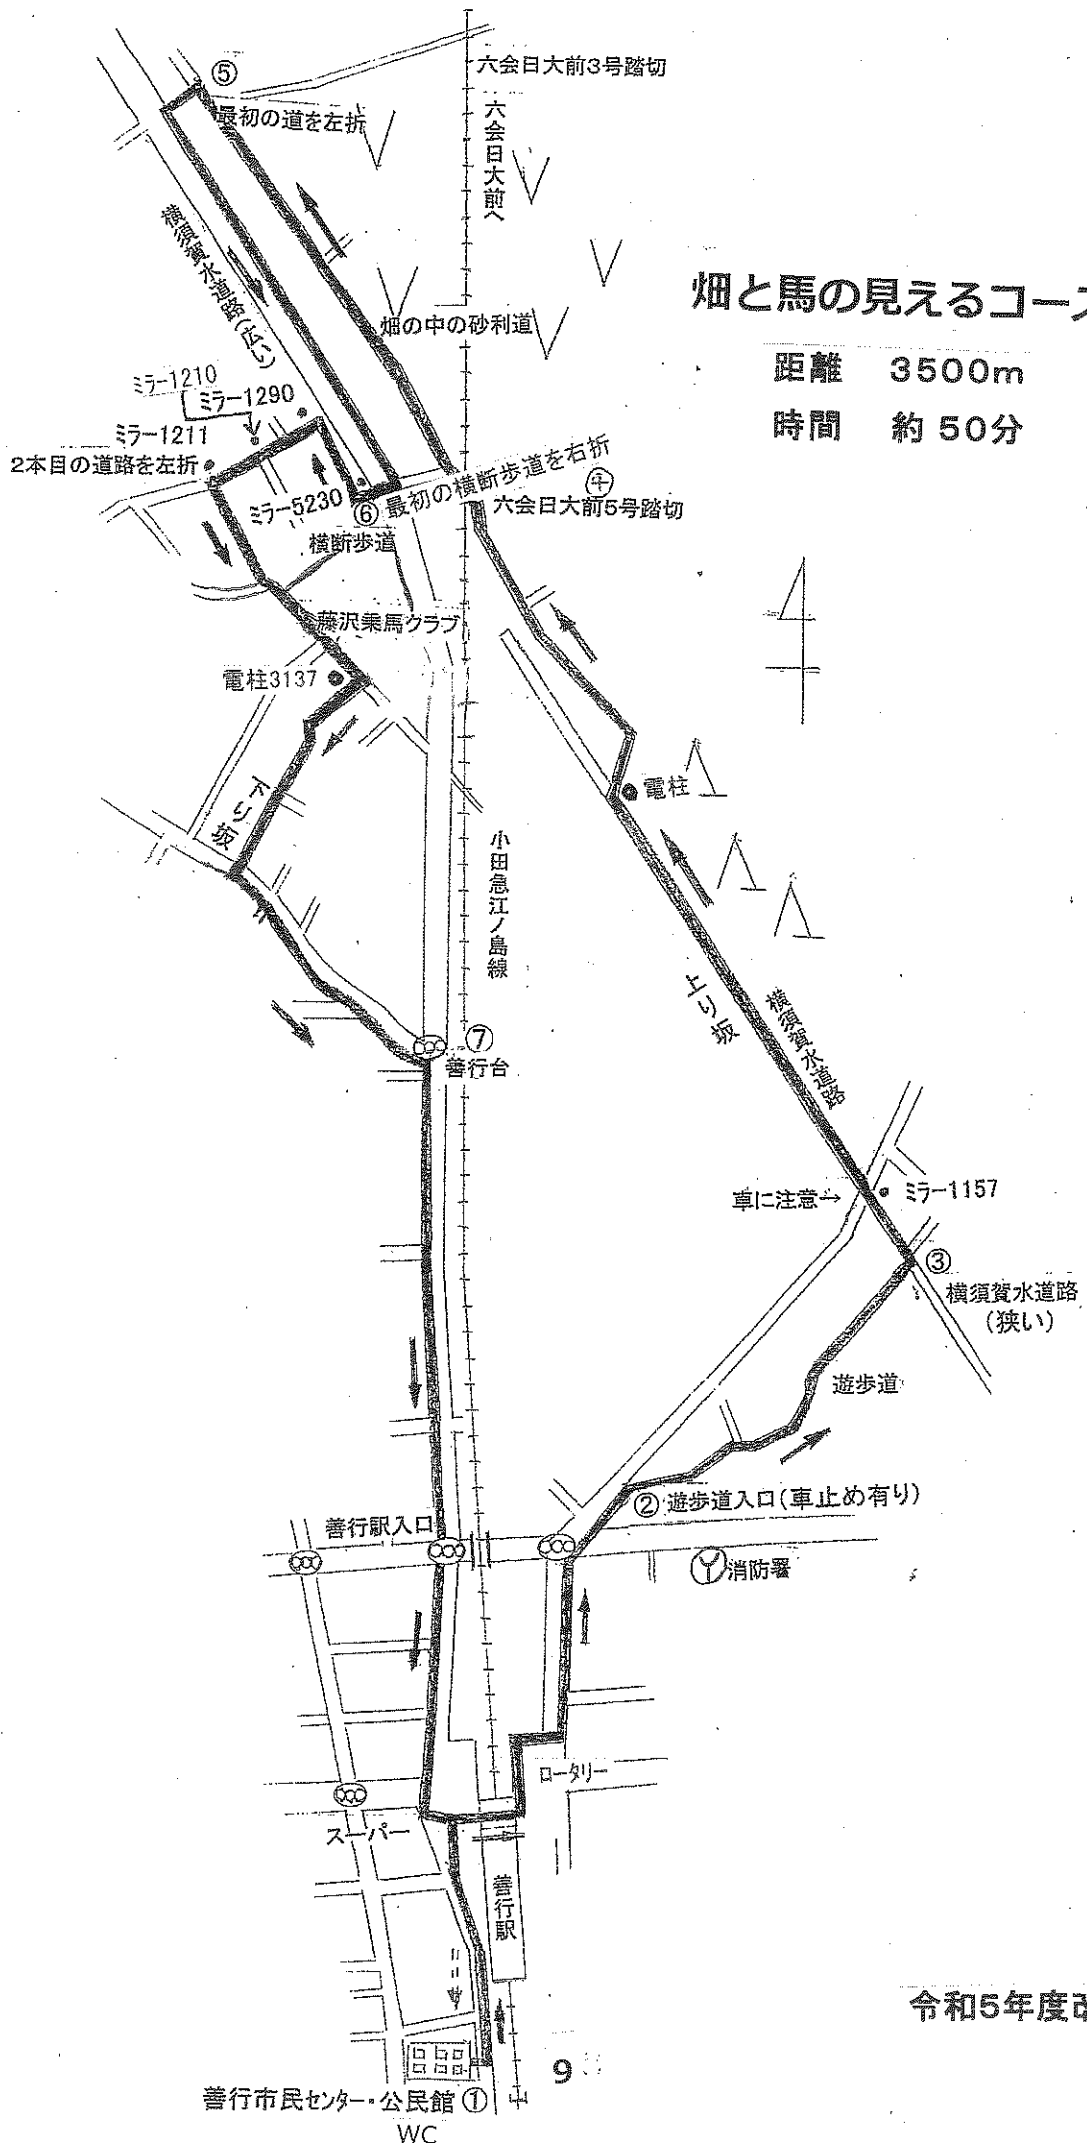 ⑤
六会日大前3号踏切
最初の道を左折
六会日大前へ
横須賀水道路(広い)
畑と馬の見えるコース
距離 3500m
時間 約 50分
畑の中の砂利道
ミラー1210
ミラー1290
ミラー1211
2本目の道路を左折
ミラー5230
⑥
最初の横断歩道を右折
④
六会日大前5号踏切
横断歩道
藤沢乗馬クラブ
電柱3137
下り坂
電柱
小田急江ノ島線
上り坂
横須賀水道路
⑦
善行台
車に注意→
ミラー1157
③
横須賀水道路
(狭い)
遊歩道
②遊歩道入口(車止め有り)
善行駅入口
消防署
ロータリー
スーパー
善行駅
令和5年度
9
善行市民センター・公民館 ①
WC